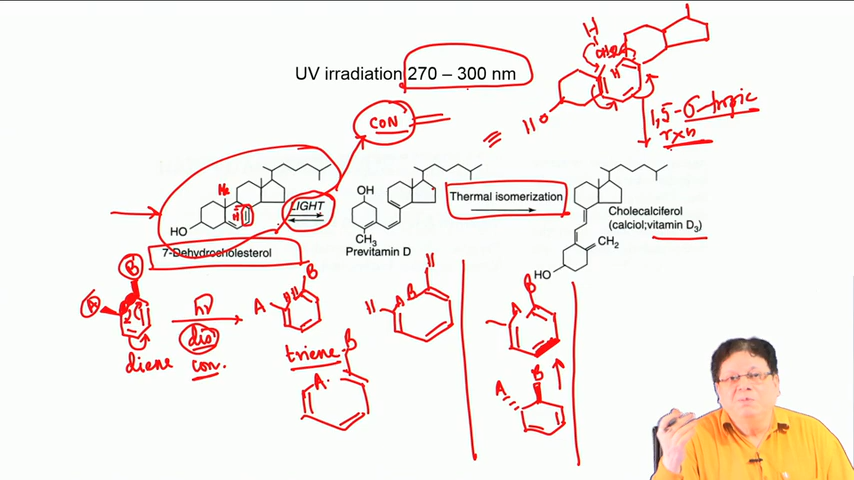 UV irradiation 270 – 300 nm
CON
H
HO
1,5-σ-tropic
rxn
LIGHT
HO
7-Dehydrocholesterol
OH
CH₃
Previtamin D
Thermal isomerization
Cholecalciferol
(calciol;vitamin D₃)
CH₂
HO
B
A
hν
dis
con.
diene
A
B
triene
A
B
A B
A
B
A
B